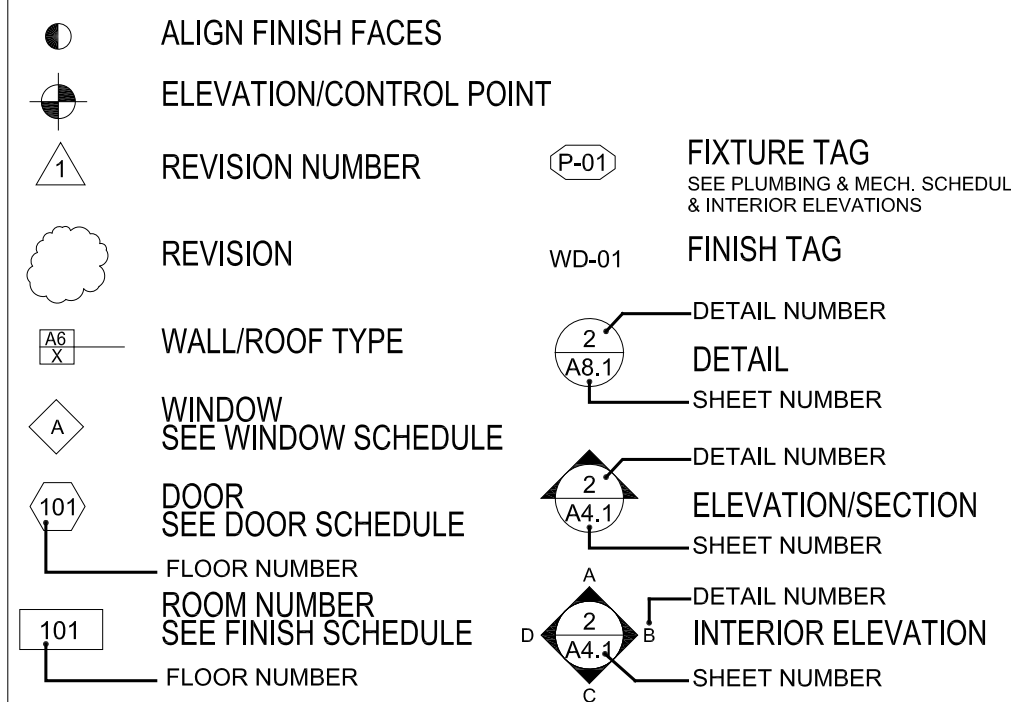 ALIGN FINISH FACES
ELEVATION/CONTROL POINT
1
REVISION NUMBER
REVISION
A6
X
WALL/ROOF TYPE
A
WINDOW
SEE WINDOW SCHEDULE
101
DOOR
SEE DOOR SCHEDULE
FLOOR NUMBER
101
ROOM NUMBER
SEE FINISH SCHEDULE
FLOOR NUMBER
P-01
FIXTURE TAG
SEE PLUMBING & MECH. SCHEDUL
& INTERIOR ELEVATIONS
WD-01
FINISH TAG
DETAIL NUMBER
2
A8.1
DETAIL
SHEET NUMBER
DETAIL NUMBER
2
A4.1
ELEVATION/SECTION
SHEET NUMBER
A
DETAIL NUMBER
D
2
A4.1
B
INTERIOR ELEVATION
SHEET NUMBER
C